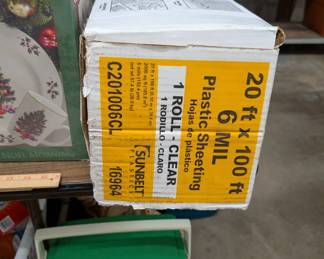 20 ft x 100 ft
6 MIL
Plastic Sheeting
Hojas de plástico
1 ROLL - CLEAR
1 RODILLO - CLARO
C201006CL
SUNBELT
PLASTICS
16964